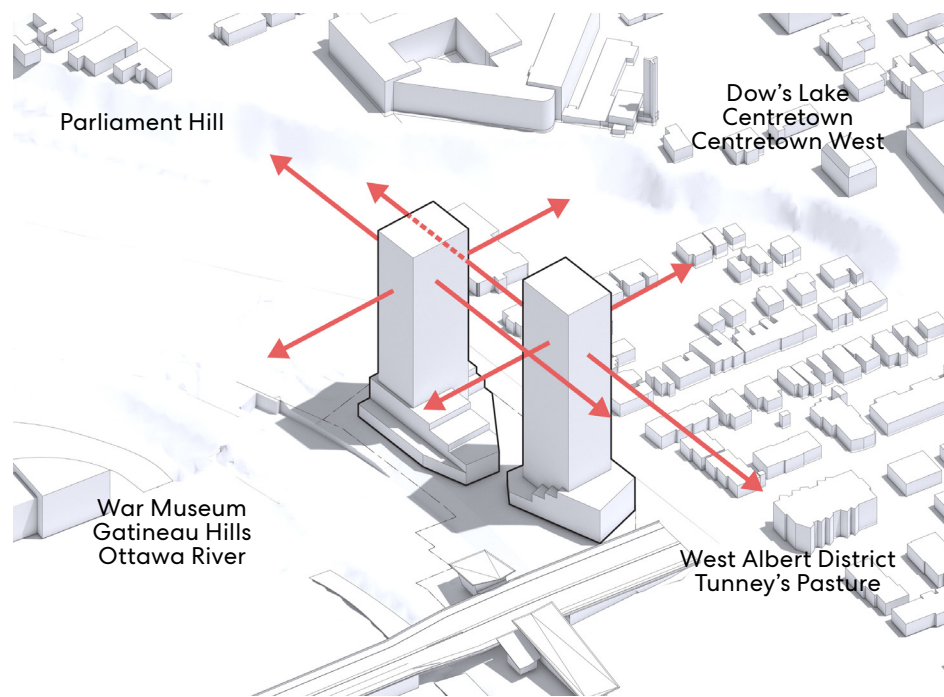 Parliament Hill
Dow's Lake
Centretown
Centretown West
War Museum
Gatineau Hills
Ottawa River
West Albert District
Tunney's Pasture